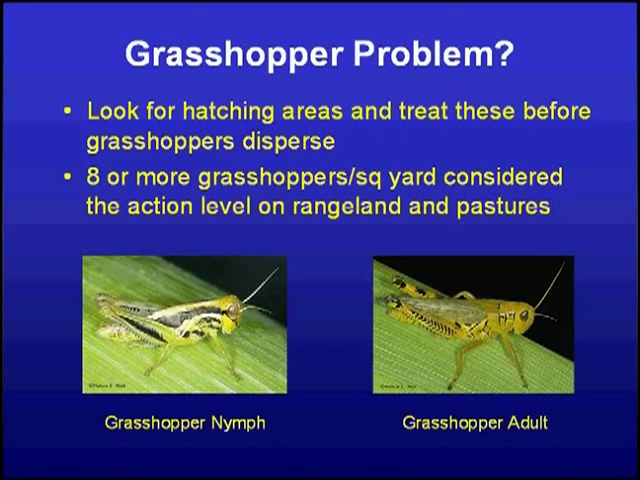 Grasshopper Problem?
• Look for hatching areas and treat these before
grasshoppers disperse
• 8 or more grasshoppers/sq yard considered
the action level on rangeland and pastures
Grasshopper Nymph
Grasshopper Adult